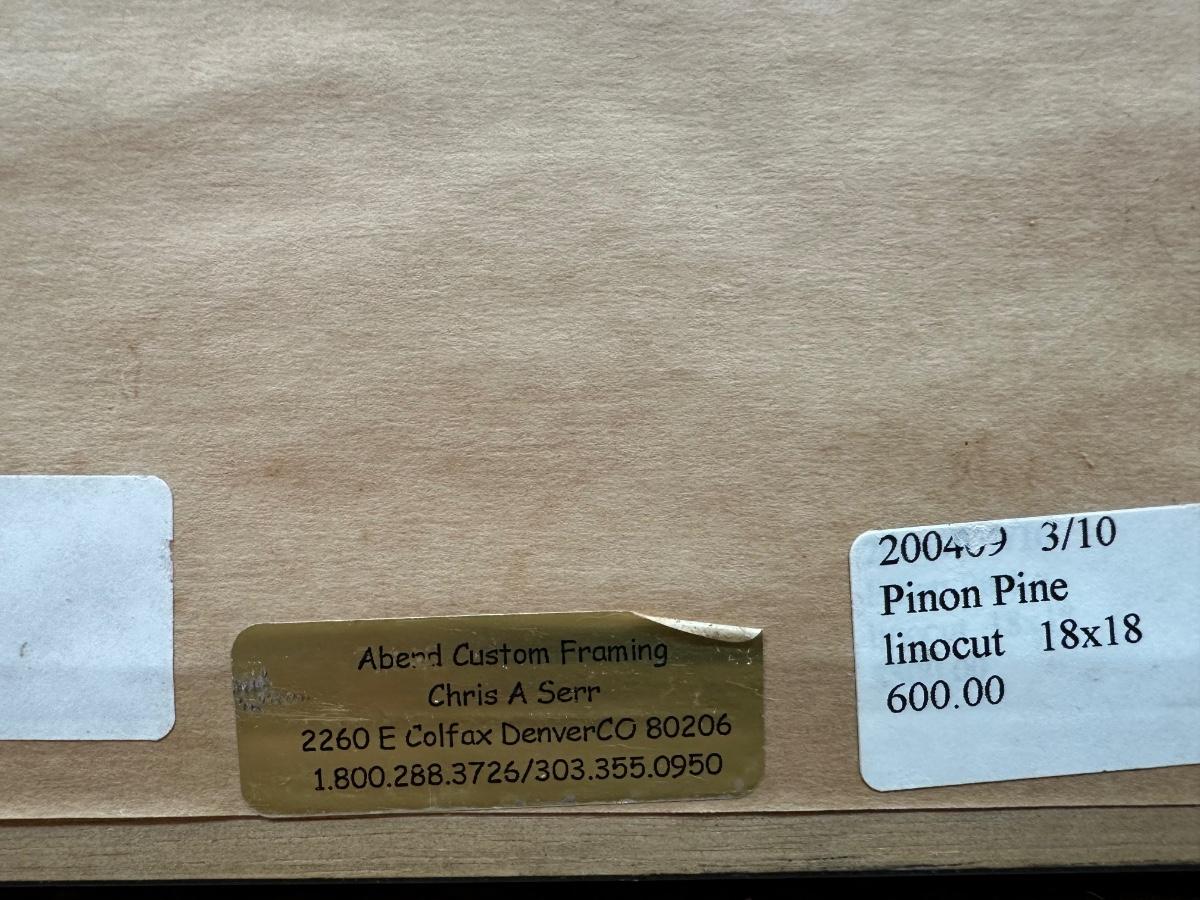 3/10
Pinon Pine
linocut 18x18
600.00
Abend Custom Framing
Chris A Serr
2260 E Colfax DenverCO 80206
1.800.288.3726/303.355.0950